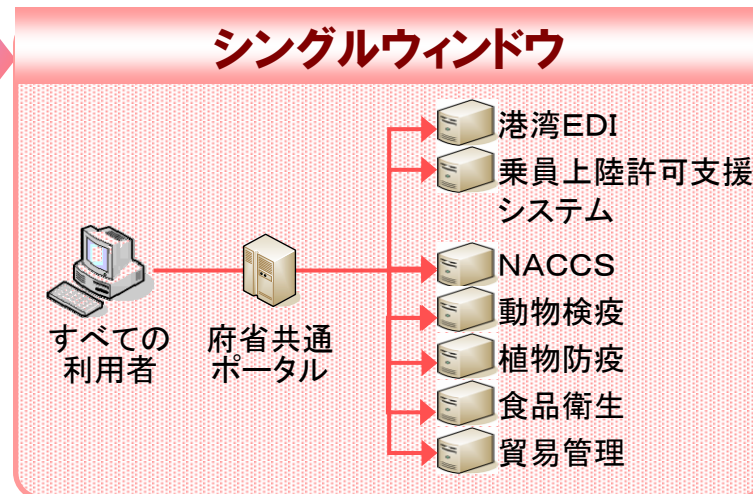 シングルウィンドウ
港湾EDI
乗員上陸許可支援
システム
NACCS
動物検疫
植物防疫
食品衛生
貿易管理
すべての
利用者
府省共通
ポータル